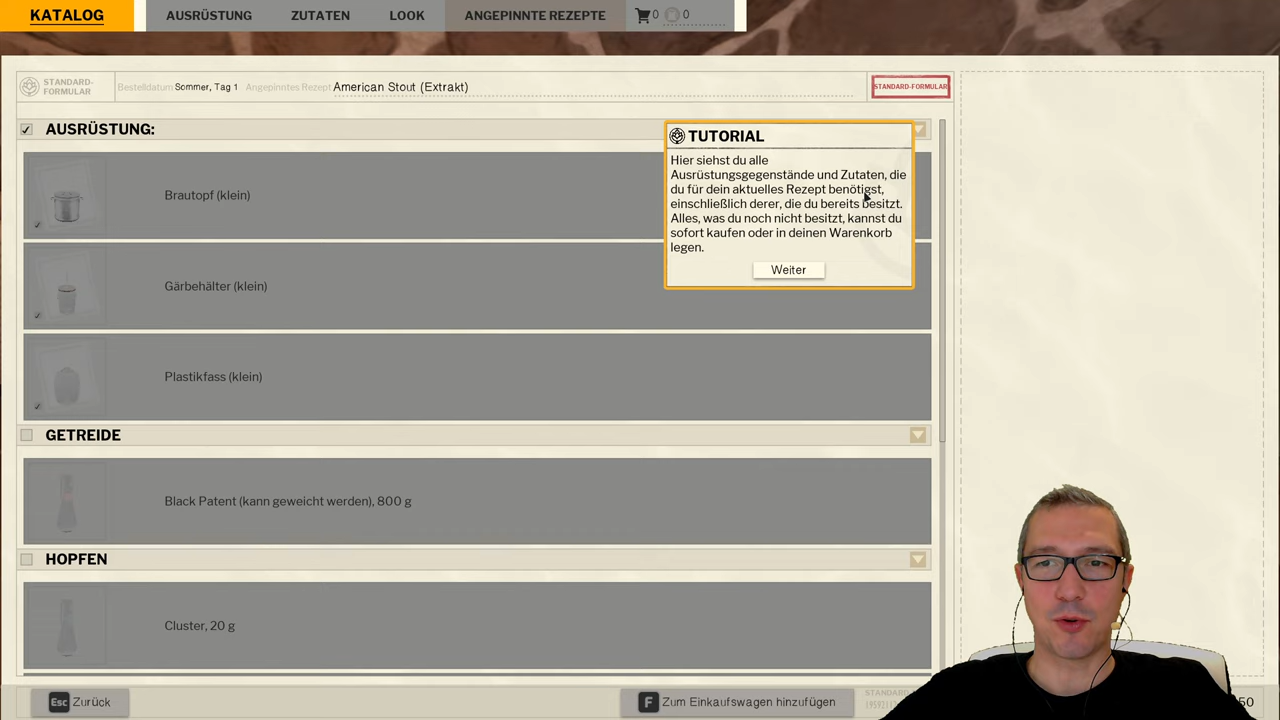 KATALOG
AUSRÜSTUNG
ZUTATEN
LOOK
ANGEPINNTE REZEPTE
0
0
STANDARD-
FORMULAR
Bestelldatum Sommer, Tag 1 Angepinntes Rezept American Stout (Extrakt)
STANDARD-FORMULAR
AUSRÜSTUNG:
Brautopf (klein)
Gärbehälter (klein)
Plastikfass (klein)
GETREIDE
Black Patent (kann geweicht werden), 800 g
HOPFEN
Cluster, 20 g
TUTORIAL
Hier siehst du alle
Ausrüstungsgegenstände und Zutaten, die
du für dein aktuelles Rezept benötigst,
einschließlich derer, die du bereits besitzt.
Alles, was du noch nicht besitzt, kannst du
sofort kaufen oder in deinen Warenkorb
legen.
Weiter
Esc Zurück
F Zum Einkaufswagen hinzufügen